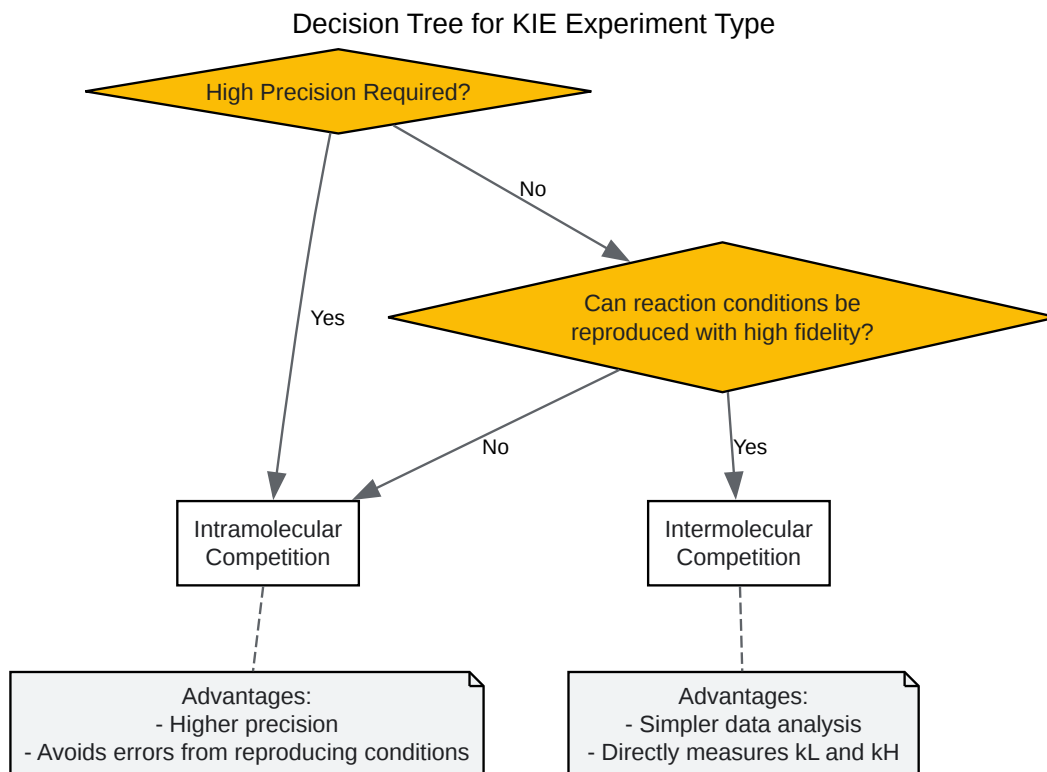 Decision Tree for KIE Experiment Type
High Precision Required?
No
Can reaction conditions be
reproduced with high fidelity?
Yes
No
Yes
Intramolecular
Competition
Intermolecular
Competition
Advantages:
- Higher precision
- Avoids errors from reproducing conditions
Advantages:
- Simpler data analysis
- Directly measures kL and kH